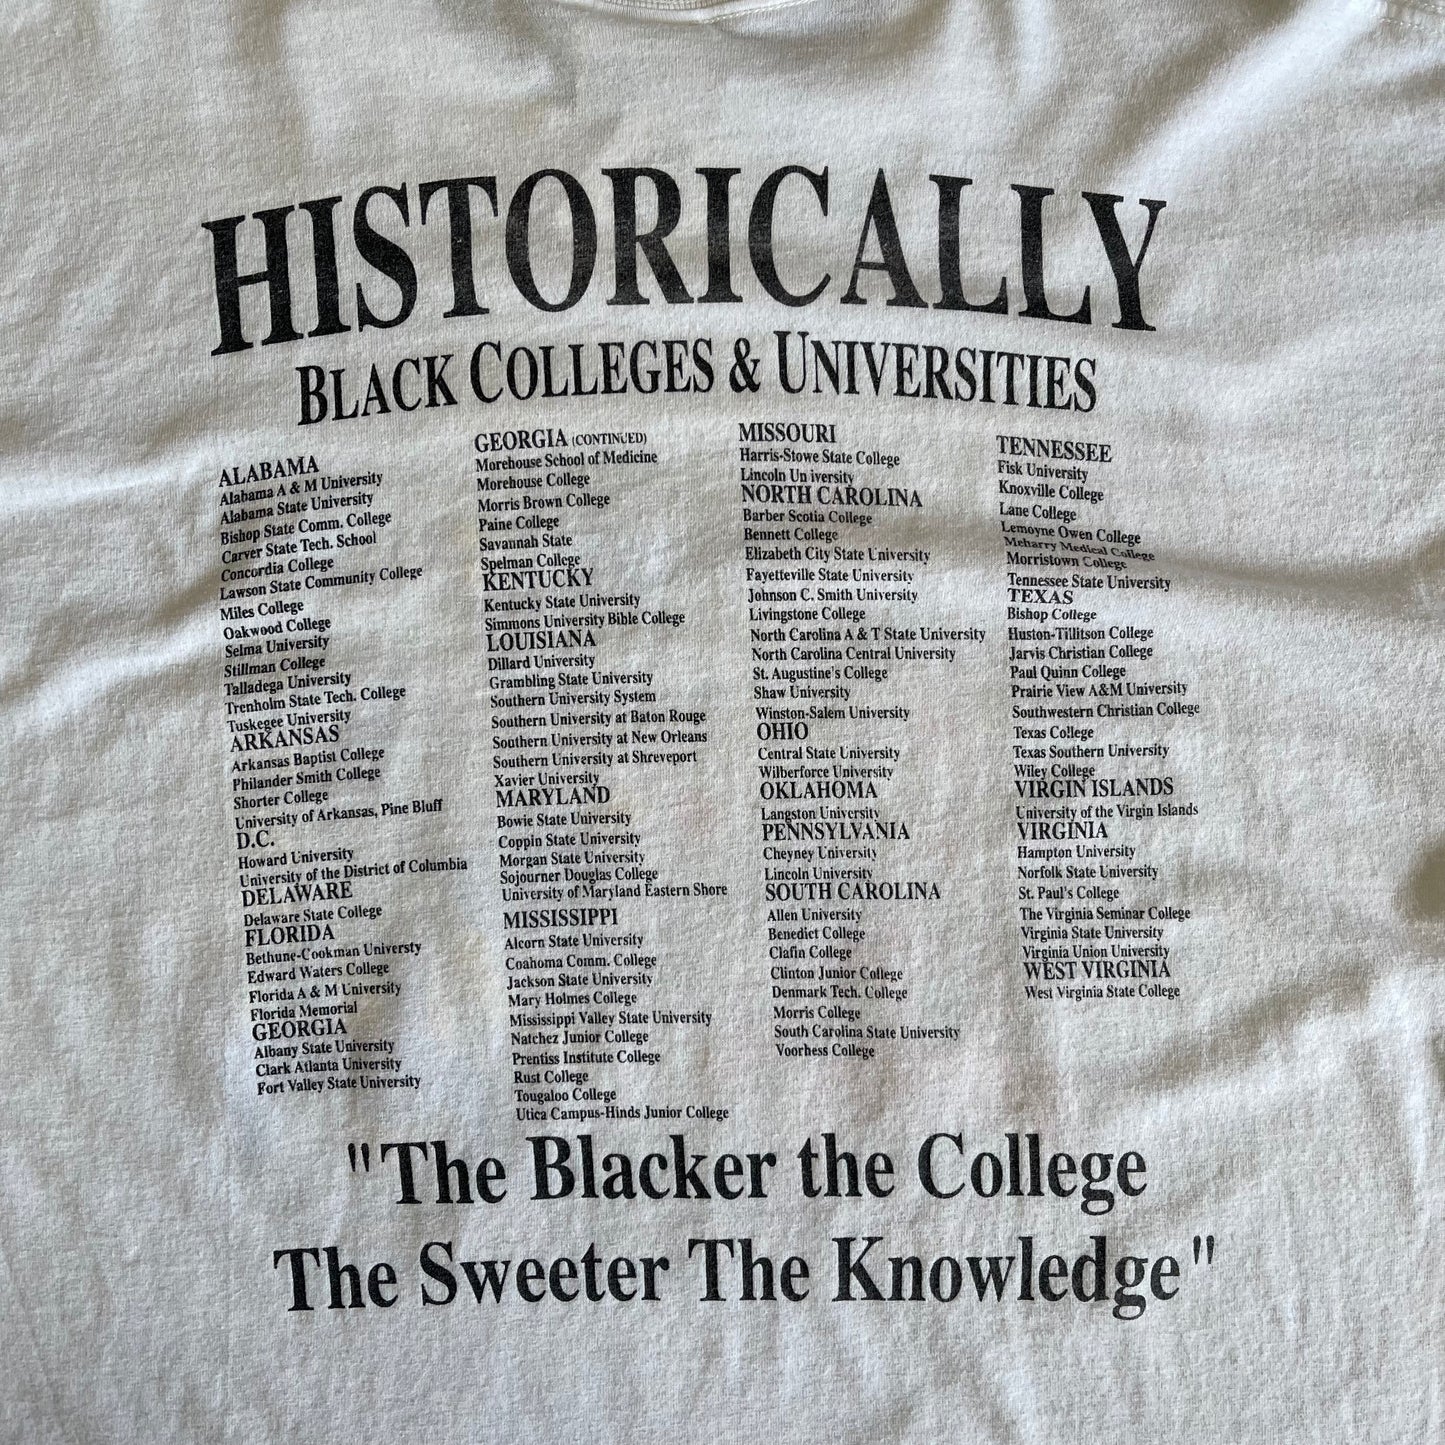 HISTORICALLY
BLACK COLLEGES & UNIVERSITIES
ALABAMA
Alabama A & M University
Alabama State University
Bishop State Comm. College
Carver State Tech. School
Concordia College
Lawson State Community College
Miles College
Oakwood College
Selma University
Stillman College
Talladega University
Trenholm State Tech. College
Tuskegee University
ARKANSAS
Arkansas Baptist College
Philander Smith College
Shorter College
University of Arkansas, Pine Bluff
D.C.
Howard University
University of the District of Columbia
DELAWARE
Delaware State College
FLORIDA
Bethune-Cookman Universty
Edward Waters College
Florida A & M University
Florida Memorial
GEORGIA
Albany State University
Clark Atlanta University
Fort Valley State University
GEORGIA (CONTINUED)
Morehouse School of Medicine
Morehouse College
Morris Brown College
Paine College
Savannah State
Spelman College
KENTUCKY
Kentucky State University
Simmons University Bible College
LOUISIANA
Dillard University
Grambling State University
Southern University System
Southern University at Baton Rouge
Southern University at New Orleans
Southern University at Shreveport
Xavier University
MARYLAND
Bowie State University
Coppin State University
Morgan State University
Sojourner Douglas College
University of Maryland Eastern Shore
MISSISSIPPI
Alcorn State University
Coahoma Comm. College
Jackson State University
Mary Holmes College
Mississippi Valley State University
Natchez Junior College
Prentiss Institute College
Rust College
Tougaloo College
Utica Campus-Hinds Junior College
MISSOURI
Harris-Stowe State College
Lincoln Un iversity
NORTH CAROLINA
Barber Scotia College
Bennett College
Elizabeth City State University
Fayetteville State University
Johnson C. Smith University
Livingstone College
North Carolina A & T State University
North Carolina Central University
St. Augustine's College
Shaw University
Winston-Salem University
OHIO
Central State University
Wilberforce University
OKLAHOMA
Langston University
PENNSYLVANIA
Cheyney University
Lincoln University
SOUTH CAROLINA
Allen University
Benedict College
Clafin College
Clinton Junior College
Denmark Tech. College
Morris College
South Carolina State University
Voorhess College
TENNESSEE
Fisk University
Knoxville College
Lane College
Lemoyne Owen College
Meharry Medical College
Morristown College
Tennessee State University
TEXAS
Bishop College
Huston-Tillitson College
Jarvis Christian College
Paul Quinn College
Prairie View A&M University
Southwestern Christian College
Texas College
Texas Southern University
Wiley College
VIRGIN ISLANDS
University of the Virgin Islands
VIRGINIA
Hampton University
Norfolk State University
St. Paul's College
The Virginia Seminar College
Virginia State University
Virginia Union University
WEST VIRGINIA
West Virginia State College
"The Blacker the College
The Sweeter The Knowledge"